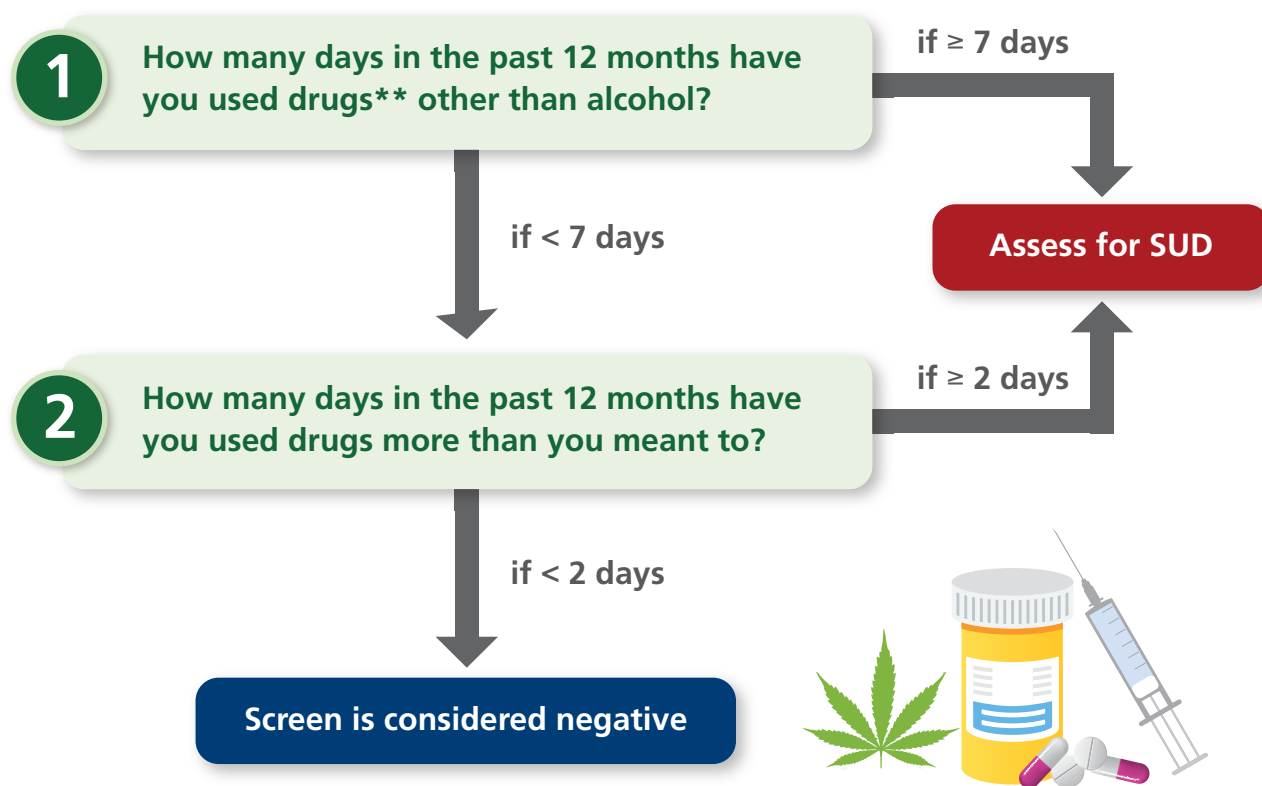 1
How many days in the past 12 months have
you used drugs** other than alcohol?
if ≥ 7 days
if < 7 days
Assess for SUD
2
How many days in the past 12 months have
you used drugs more than you meant to?
if ≥ 2 days
if < 2 days
Screen is considered negative